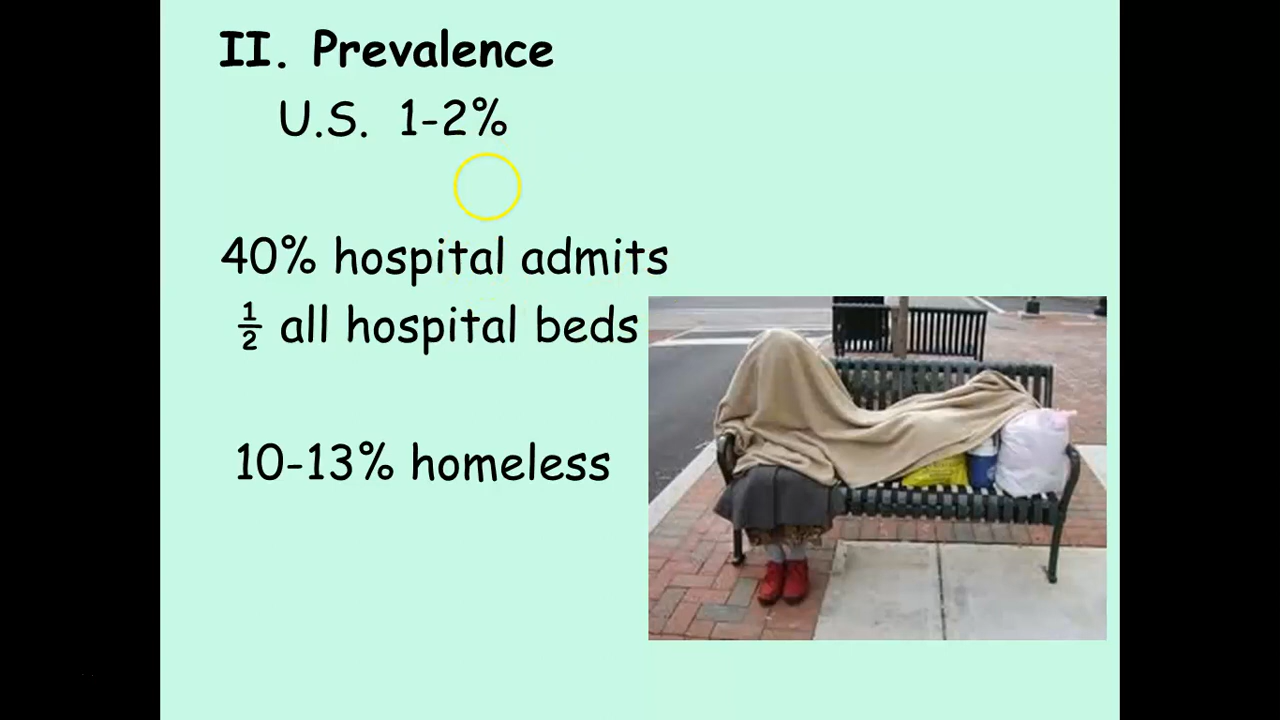 II. Prevalence
U.S. 1-2%
40% hospital admits
½ all hospital beds
10-13% homeless